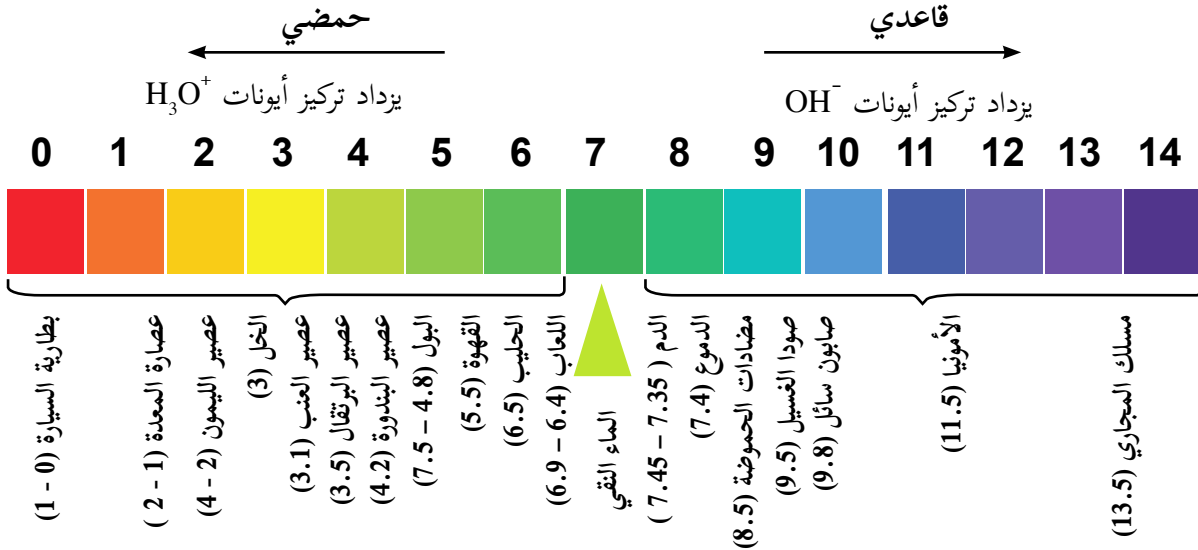 حمضي
قاعدي
يزداد تركيز أيونات H₃O⁺
يزداد تركيز أيونات OH⁻
0 1 2 3 4 5 6 7 8 9 10 11 12 13 14
بطارية السيارة (0 - 1)
عصارة المعدة (1 - 2 )
عصير الليمون (2 - 4)
الخل (3)
عصير العنب (3.1)
عصير البرتقال (3.5)
عصير البندورة (4.2)
البول (4.8 – 7.5)
القهوة (5.5)
الحليب (6.5)
اللعاب (6.4 – 6.9)
الماء النقي
الدم ( 7.35 – 7.45 )
الدموع (7.4)
مضادات الحموضة (8.5)
صودا الغسيل (9.5)
صابون سائل (9.8)
الأمونيا (11.5)
مسلك المجاري (13.5)